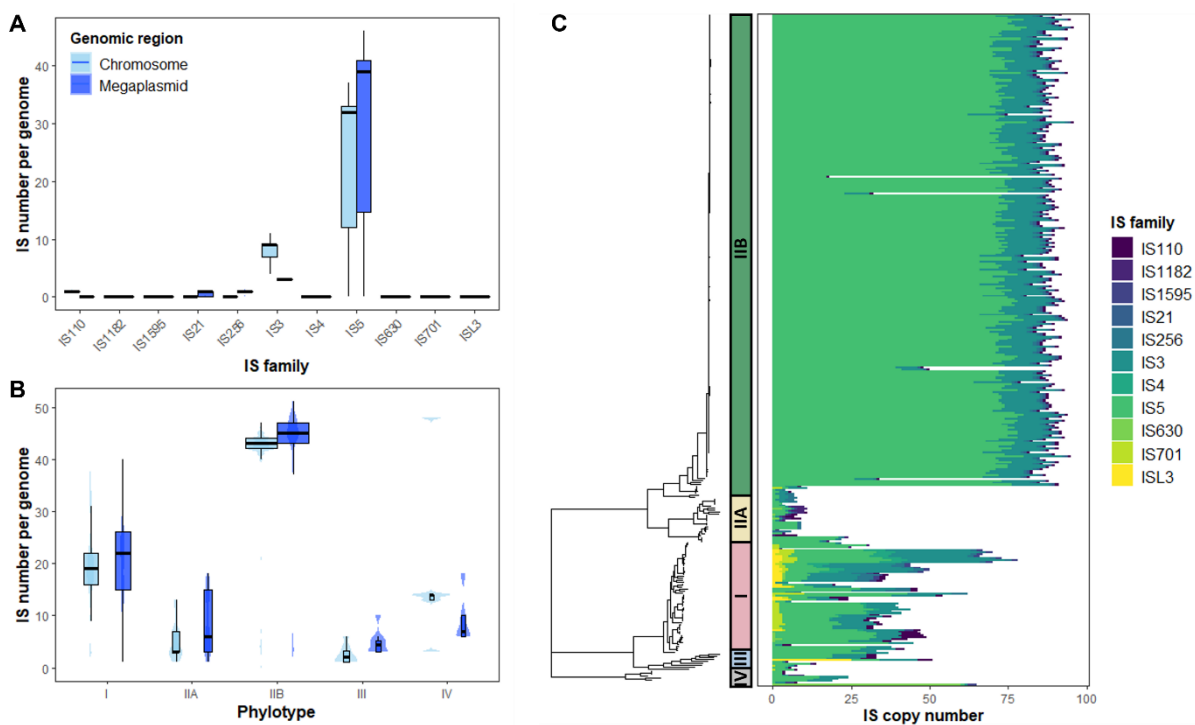 A
Genomic region
Chromosome
Megaplasmid
IS number per genome
40
30
20
10
0
IS110
IS1182
IS1595
IS21
IS256
IS3
IS4
IS5
IS630
IS701
ISL3
IS family
B
IS number per genome
50
40
30
20
10
0
I
IIA
IIB
III
IV
Phylotype
C
IIB
IIA
I
III
IV
0
25
50
75
100
IS copy number
IS family
IS110
IS1182
IS1595
IS21
IS256
IS3
IS4
IS5
IS630
IS701
ISL3